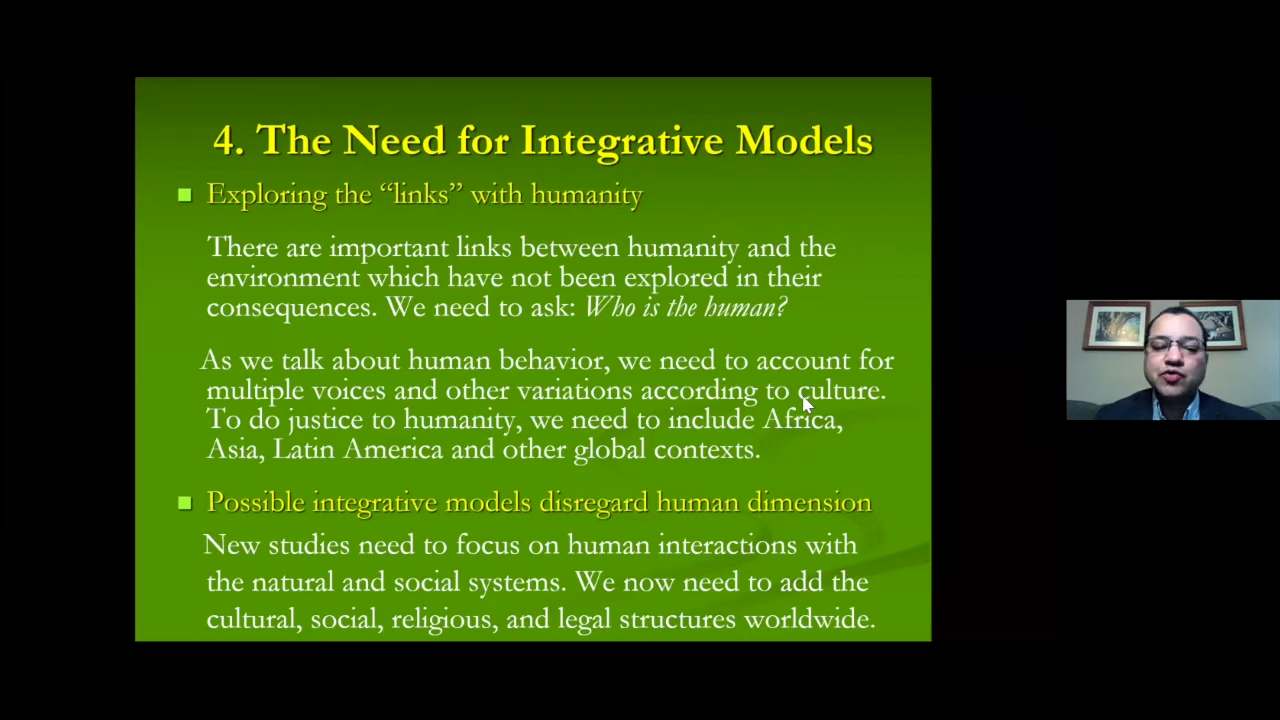 4. The Need for Integrative Models
Exploring the “links” with humanity
There are important links between humanity and the
environment which have not been explored in their
consequences. We need to ask: Who is the human?
As we talk about human behavior, we need to account for
multiple voices and other variations according to culture.
To do justice to humanity, we need to include Africa,
Asia, Latin America and other global contexts.
Possible integrative models disregard human dimension
New studies need to focus on human interactions with
the natural and social systems. We now need to add the
cultural, social, religious, and legal structures worldwide.